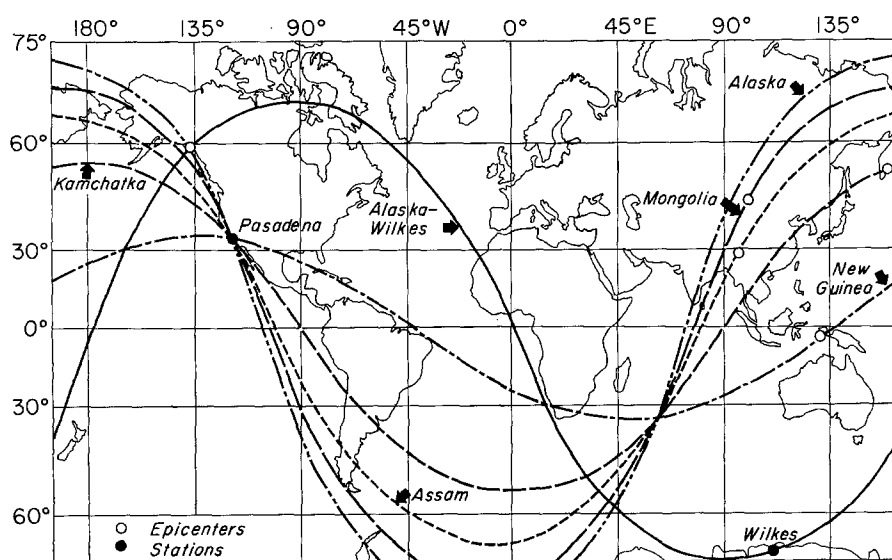 180° 135° 90° 45°W 0° 45°E 90° 135°
75°
Alaska
60°
Kamchatka
Mongolia
Alaska-
Wilkes
Pasadena
30°
New
Guinea
0°
30°
Assam
60°
Wilkes
Epicenters
Stations